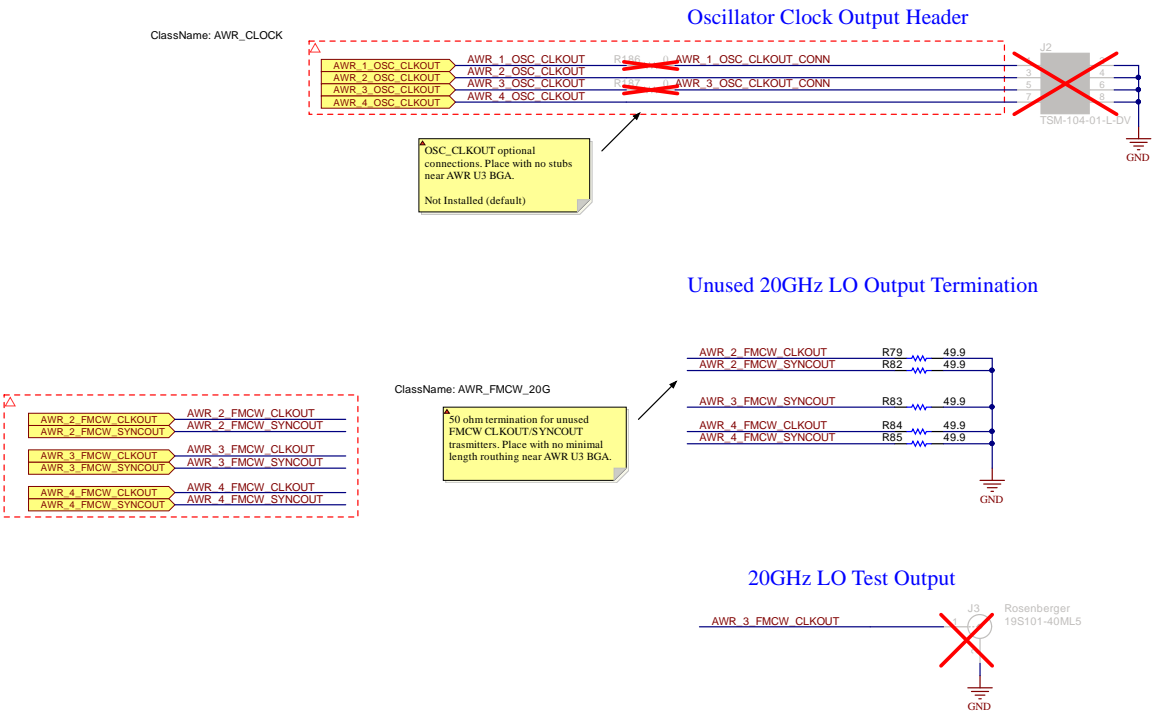 Oscillator Clock Output Header
ClassName: AWR_CLOCK
J2
AWR_1_OSC_CLKOUT AWR_1_OSC_CLKOUT R186 0 AWR_1_OSC_CLKOUT_CONN
AWR_2_OSC_CLKOUT AWR_2_OSC_CLKOUT 3 4
AWR_3_OSC_CLKOUT AWR_3_OSC_CLKOUT R187 0 AWR_3_OSC_CLKOUT_CONN 5 6
AWR_4_OSC_CLKOUT AWR_4_OSC_CLKOUT 7 8
TSM-104-01-L-DV
GND
OSC_CLKOUT optional
connections. Place with no stubs
near AWR U3 BGA.
Not Installed (default)
Unused 20GHz LO Output Termination
AWR_2_FMCW_CLKOUT R79 49.9
AWR_2_FMCW_SYNCOUT R82 49.9
AWR_3_FMCW_SYNCOUT R83 49.9
AWR_4_FMCW_CLKOUT R84 49.9
AWR_4_FMCW_SYNCOUT R85 49.9
GND
ClassName: AWR_FMCW_20G
50 ohm termination for unused
FMCW CLKOUT/SYNCOUT
trasmitters. Place with no minimal
length routhing near AWR U3 BGA.
AWR_2_FMCW_CLKOUT AWR_2_FMCW_CLKOUT
AWR_2_FMCW_SYNCOUT AWR_2_FMCW_SYNCOUT
AWR_3_FMCW_CLKOUT AWR_3_FMCW_CLKOUT
AWR_3_FMCW_SYNCOUT AWR_3_FMCW_SYNCOUT
AWR_4_FMCW_CLKOUT AWR_4_FMCW_CLKOUT
AWR_4_FMCW_SYNCOUT AWR_4_FMCW_SYNCOUT
20GHz LO Test Output
J3 Rosenberger
AWR_3_FMCW_CLKOUT 1 19S101-40ML5
GND